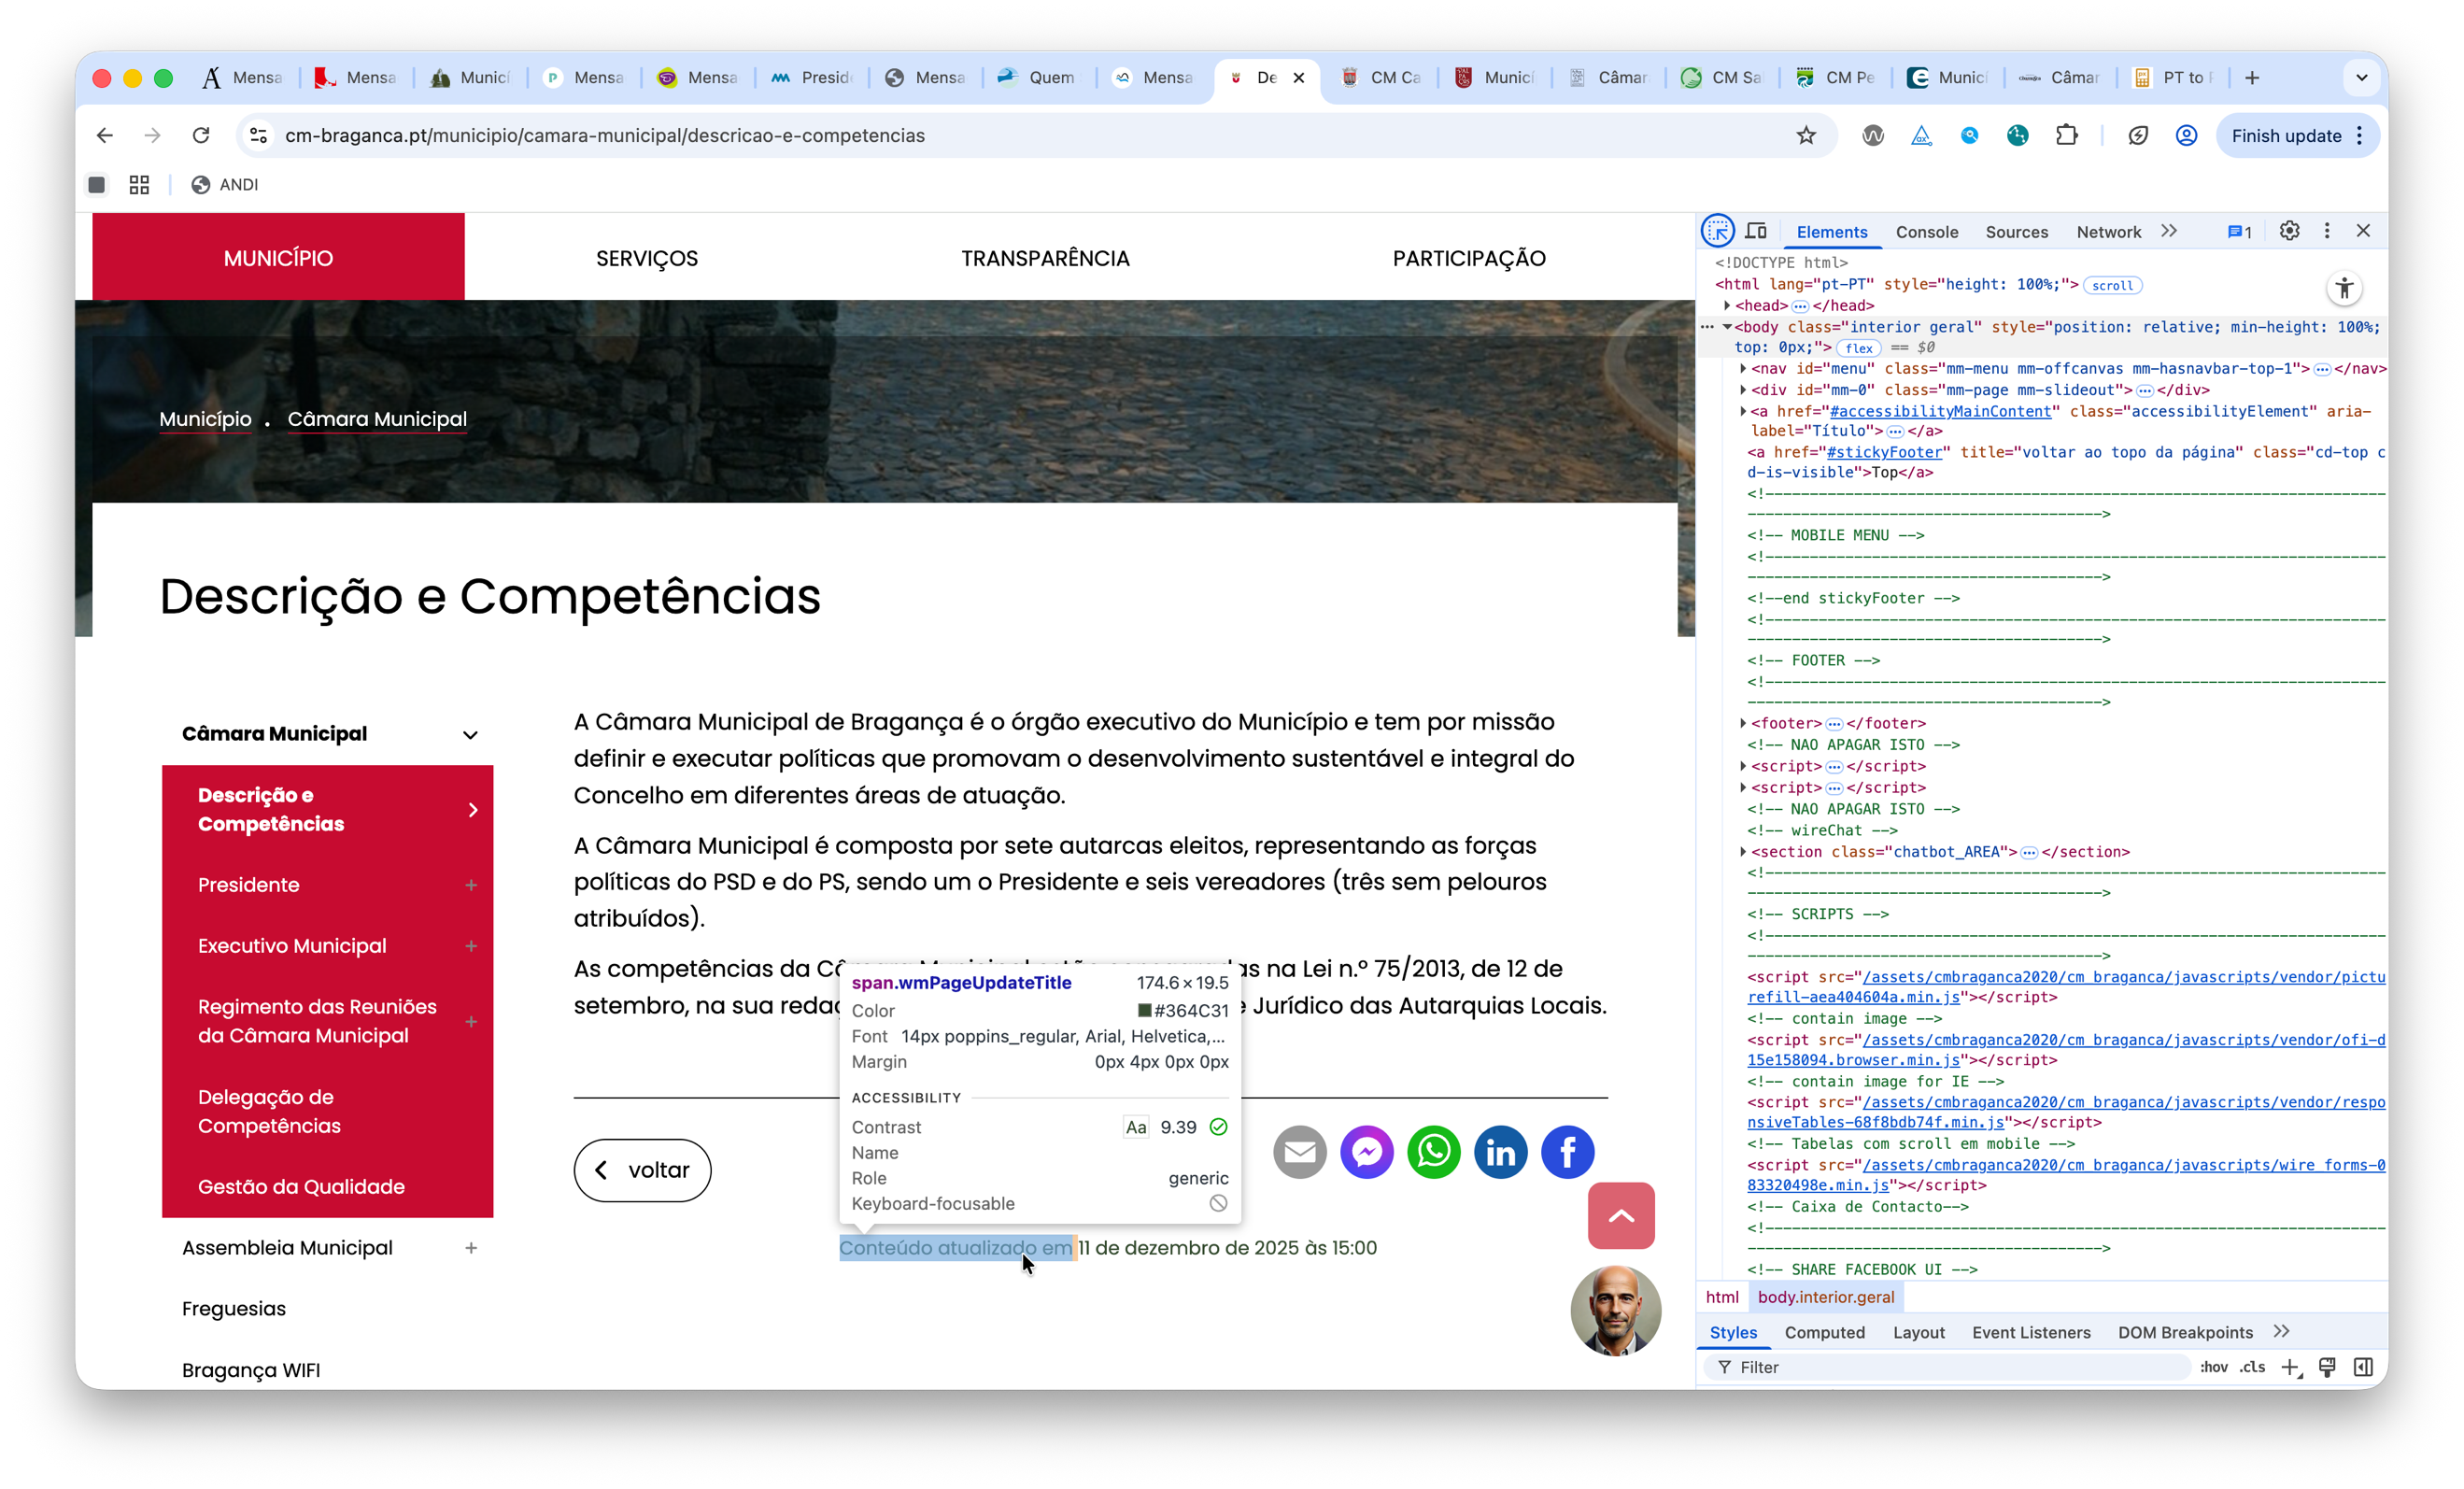 Mensa
Mensa
Municí
Mensa
Mensa
Presid
Mensa
Quem
Mensa
De
CM Ca
Municí
Câmar
CM Sa
CM Pe
Municí
Câmar
PT to
cm-braganca.pt/municipio/camara-municipal/descricao-e-competencias
Finish update
ANDI
MUNICÍPIO
SERVIÇOS
TRANSPARÊNCIA
PARTICIPAÇÃO
Município . Câmara Municipal
Descrição e Competências
Câmara Municipal
Descrição e
Competências
Presidente +
Executivo Municipal +
Regimento das Reuniões
da Câmara Municipal +
Delegação de
Competências
Gestão da Qualidade
Assembleia Municipal +
Freguesias
Bragança WIFI
A Câmara Municipal de Bragança é o órgão executivo do Município e tem por missão
definir e executar políticas que promovam o desenvolvimento sustentável e integral do
Concelho em diferentes áreas de atuação.
A Câmara Municipal é composta por sete autarcas eleitos, representando as forças
políticas do PSD e do PS, sendo um o Presidente e seis vereadores (três sem pelouros
atribuídos).
As competências da as na Lei n.º 75/2013, de 12 de
setembro, na sua Jurídico das Autarquias Locais.
span.wmPageUpdateTitle 174.6 × 19.5
Color #364C31
Font 14px poppins_regular, Arial, Helvetica,...
Margin 0px 4px 0px 0px
ACCESSIBILITY
Contrast Aa 9.39
Name
Role generic
Keyboard-focusable
voltar
Conteúdo atualizado em 11 de dezembro de 2025 às 15:00
Elements Console Sources Network 1
<!DOCTYPE html>
<html lang="pt-PT" style="height: 100%;"> scroll
<head> … </head>
<body class="interior geral" style="position: relative; min-height: 100%;
top: 0px;"> flex == $0
<nav id="menu" class="mm-menu mm-offcanvas mm-hasnavbar-top-1"> … </nav>
<div id="mm-0" class="mm-page mm-slideout"> … </div>
<a href="#accessibilityMainContent" class="accessibilityElement" aria-
label="Título"> … </a>
<a href="#stickyFooter" title="voltar ao topo da página" class="cd-top c
d-is-visible">Top</a>
<!----------------------------------------------------------------------
---------------------------------------->
<!-- MOBILE MENU -->
<!----------------------------------------------------------------------
---------------------------------------->
<!--end stickyFooter -->
<!----------------------------------------------------------------------
---------------------------------------->
<!-- FOOTER -->
<!----------------------------------------------------------------------
---------------------------------------->
<footer> … </footer>
<!-- NAO APAGAR ISTO -->
<script> … </script>
<script> … </script>
<!-- NAO APAGAR ISTO -->
<!-- wireChat -->
<section class="chatbot_AREA"> … </section>
<!----------------------------------------------------------------------
---------------------------------------->
<!-- SCRIPTS -->
<!----------------------------------------------------------------------
---------------------------------------->
<script src="/assets/cmbraganca2020/cm_braganca/javascripts/vendor/pictu
refill-aea404604a.min.js"></script>
<!-- contain image -->
<script src="/assets/cmbraganca2020/cm_braganca/javascripts/vendor/ofi-d
15e158094.browser.min.js"></script>
<!-- contain image for IE -->
<script src="/assets/cmbraganca2020/cm_braganca/javascripts/vendor/respo
nsiveTables-68f8bdb74f.min.js"></script>
<!-- Tabelas com scroll em mobile -->
<script src="/assets/cmbraganca2020/cm_braganca/javascripts/wire_forms-0
83320498e.min.js"></script>
<!-- Caixa de Contacto-->
<!----------------------------------------------------------------------
---------------------------------------->
<!-- SHARE FACEBOOK UI -->
html body.interior.geral
Styles Computed Layout Event Listeners DOM Breakpoints
Filter :hov .cls